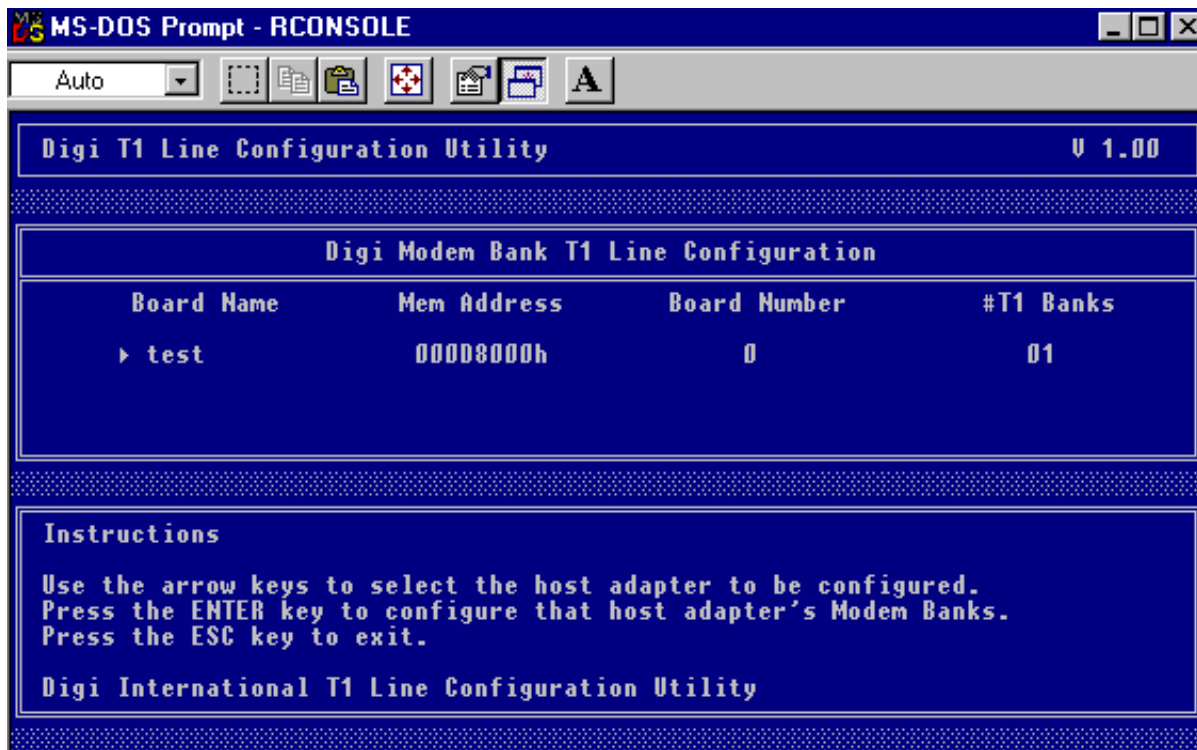 MS-DOS Prompt - RCONSOLE
Auto
A
Digi T1 Line Configuration Utility V 1.00
Digi Modem Bank T1 Line Configuration
Board Name Mem Address Board Number #T1 Banks
test 000D8000h 0 01
Instructions
Use the arrow keys to select the host adapter to be configured.
Press the ENTER key to configure that host adapter's Modem Banks.
Press the ESC key to exit.
Digi International T1 Line Configuration Utility